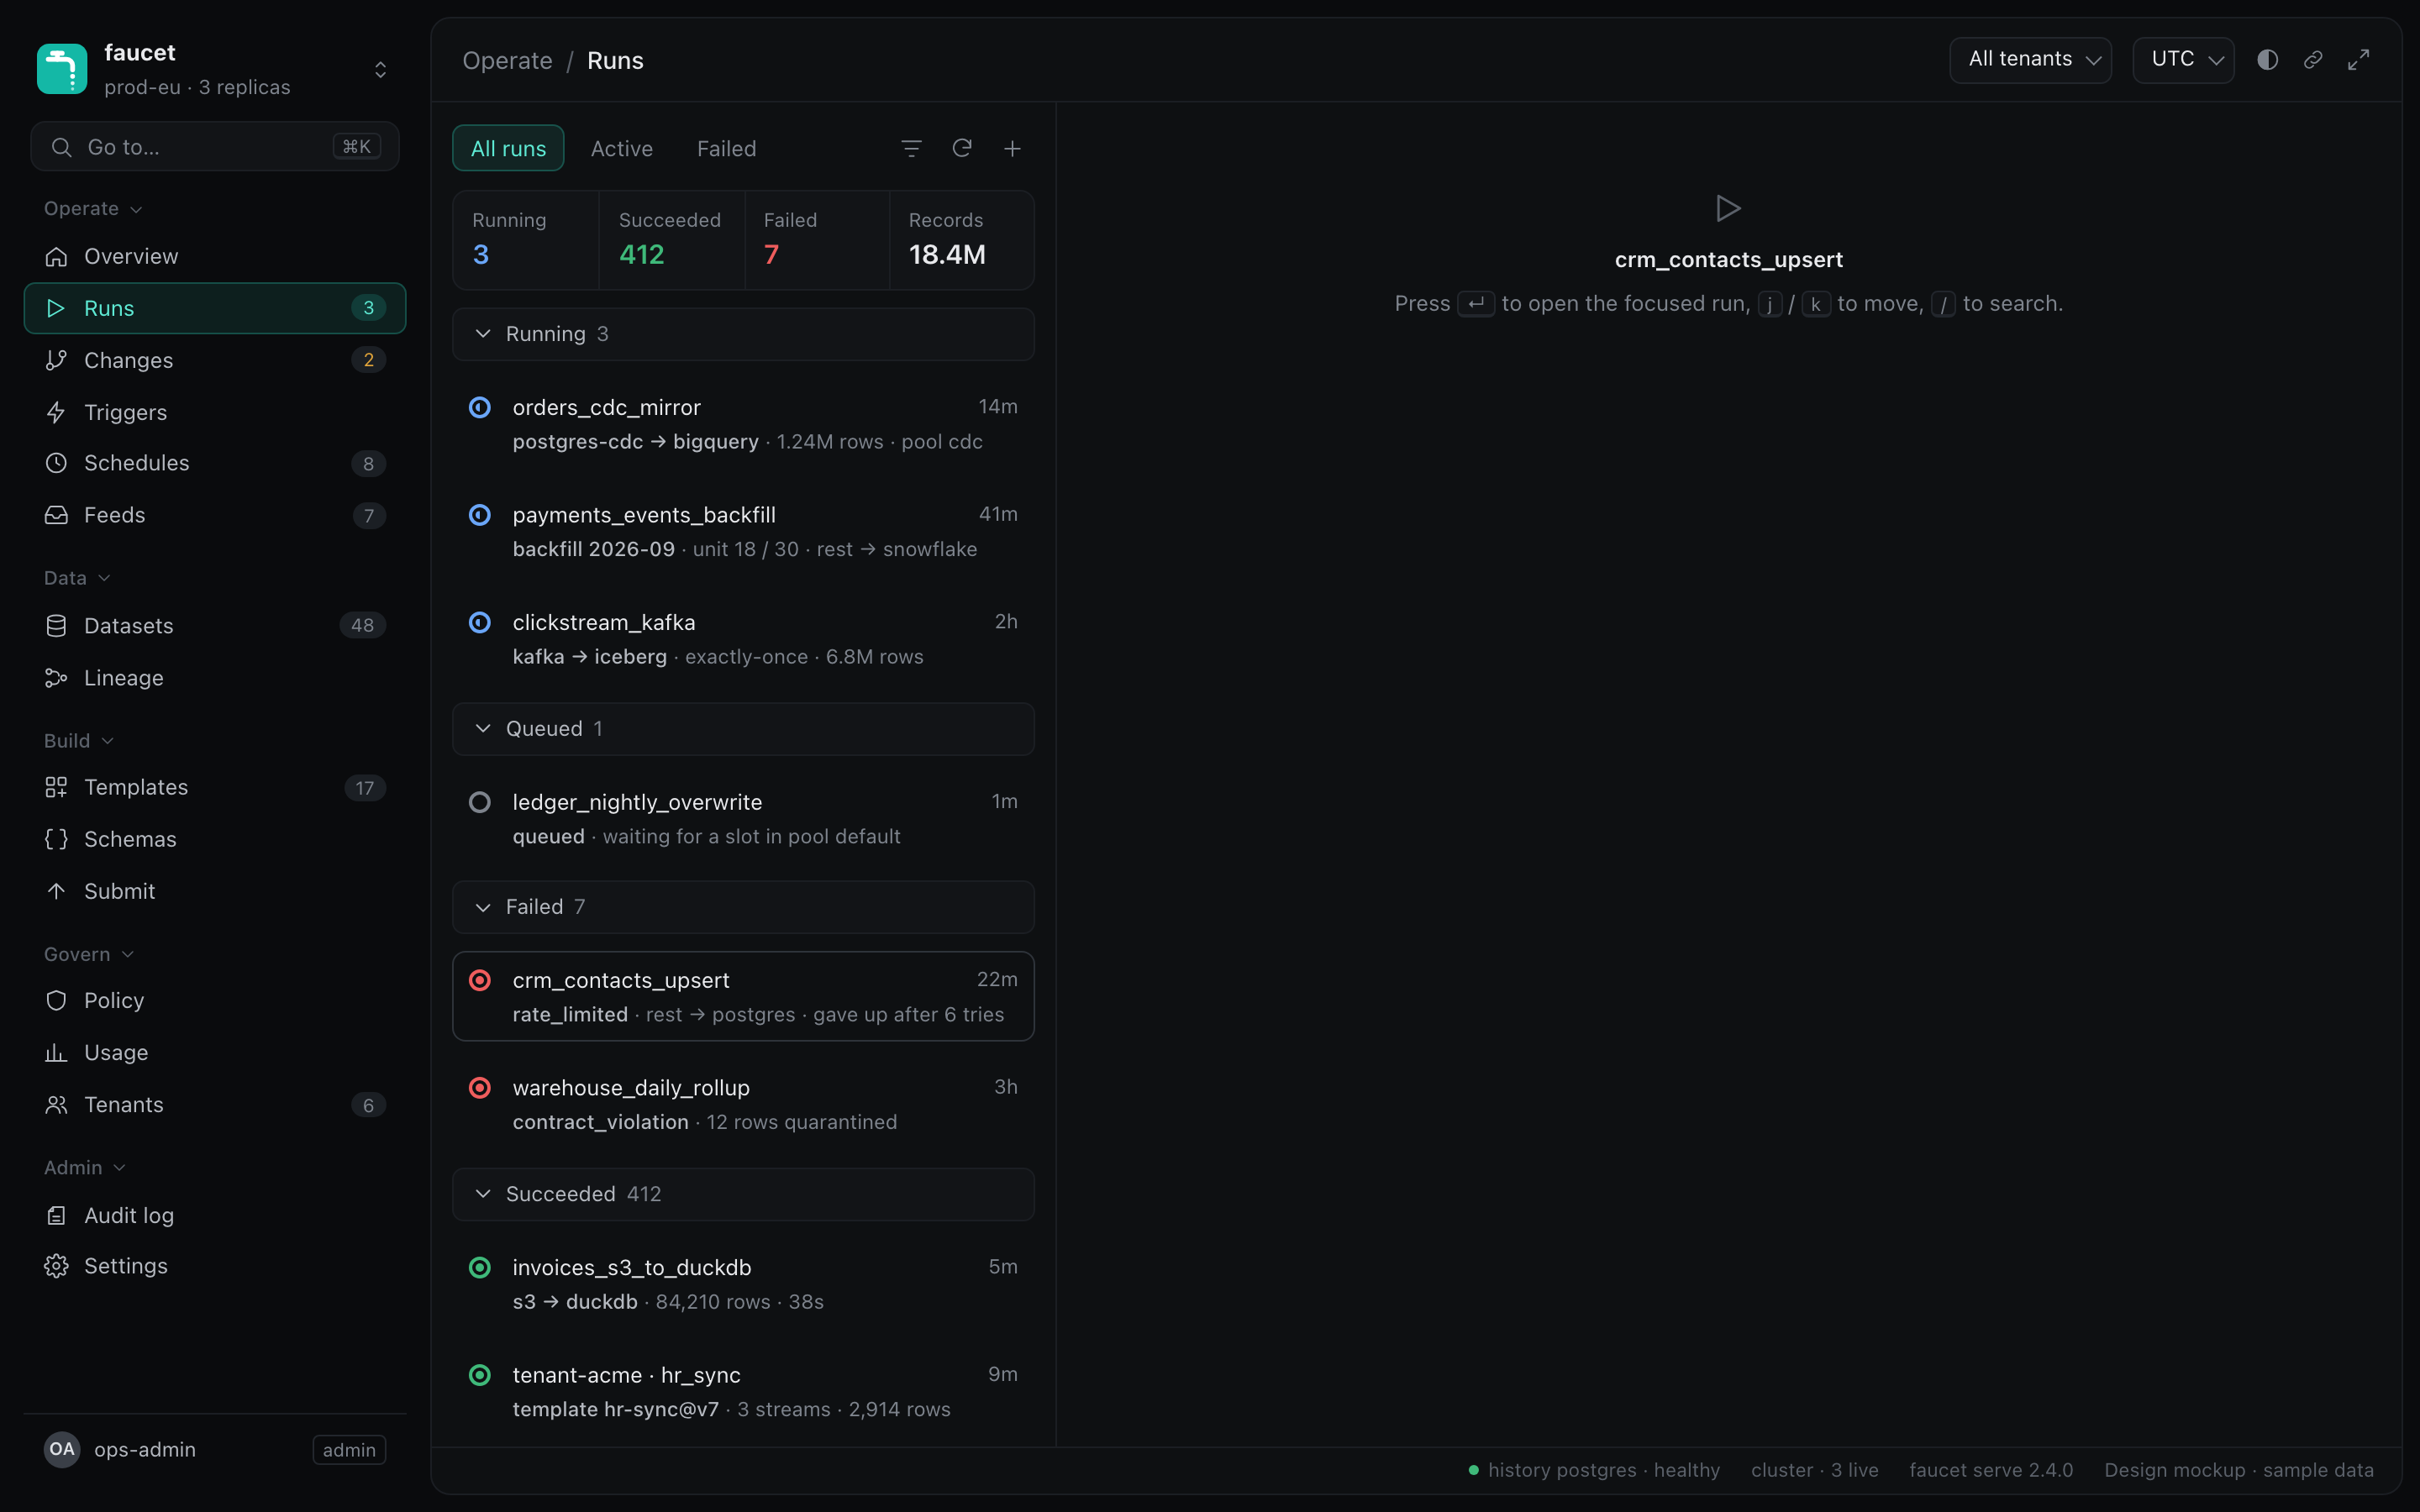 faucet
prod-eu · 3 replicas
Go to...
⌘K
Operate
Overview
Runs 3
Changes 2
Triggers
Schedules 8
Feeds 7
Data
Datasets 48
Lineage
Build
Templates 17
Schemas
Submit
Govern
Policy
Usage
Tenants 6
Admin
Audit log
Settings
OA ops-admin admin
Operate / Runs
All tenants
UTC
All runs Active Failed
Running Succeeded Failed Records
3 412 7 18.4M
Running 3
orders_cdc_mirror 14m
postgres-cdc → bigquery · 1.24M rows · pool cdc
payments_events_backfill 41m
backfill 2026-09 · unit 18 / 30 · rest → snowflake
clickstream_kafka 2h
kafka → iceberg · exactly-once · 6.8M rows
Queued 1
ledger_nightly_overwrite 1m
queued · waiting for a slot in pool default
Failed 7
crm_contacts_upsert 22m
rate_limited · rest → postgres · gave up after 6 tries
warehouse_daily_rollup 3h
contract_violation · 12 rows quarantined
Succeeded 412
invoices_s3_to_duckdb 5m
s3 → duckdb · 84,210 rows · 38s
tenant-acme · hr_sync 9m
template hr-sync@v7 · 3 streams · 2,914 rows
crm_contacts_upsert
Press ↵ to open the focused run, j / k to move, / to search.
history postgres · healthy cluster · 3 live faucet serve 2.4.0 Design mockup · sample data